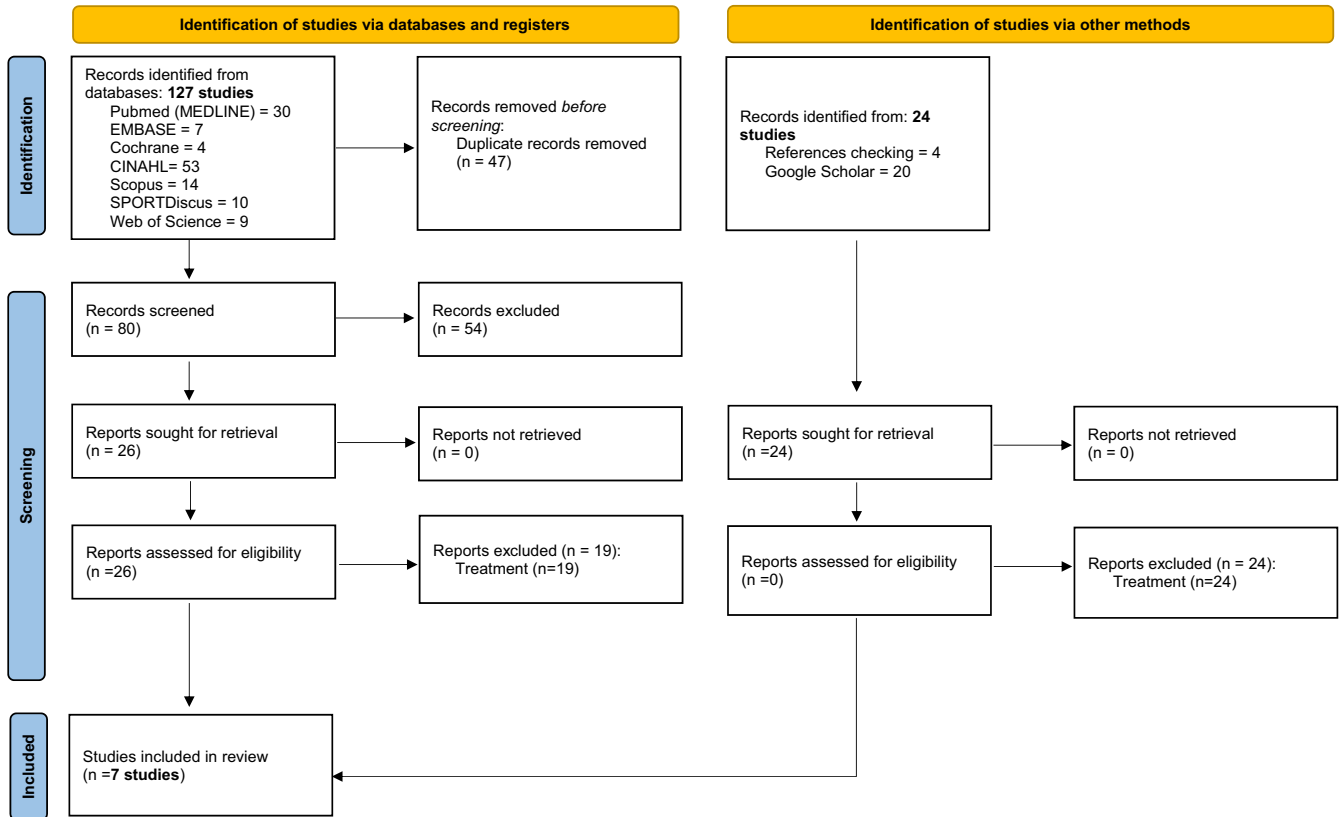 Identification of studies via databases and registers
Identification of studies via other methods
Identification
Records identified from
databases: 127 studies
Pubmed (MEDLINE) = 30
EMBASE = 7
Cochrane = 4
CINAHL= 53
Scopus = 14
SPORTDiscus = 10
Web of Science = 9
Records removed before
screening:
Duplicate records removed
(n = 47)
Records identified from: 24
studies
References checking = 4
Google Scholar = 20
Screening
Records screened
(n = 80)
Records excluded
(n = 54)
Reports sought for retrieval
(n = 26)
Reports not retrieved
(n = 0)
Reports sought for retrieval
(n =24)
Reports not retrieved
(n = 0)
Reports assessed for eligibility
(n =26)
Reports excluded (n = 19):
Treatment (n=19)
Reports assessed for eligibility
(n =0)
Reports excluded (n = 24):
Treatment (n=24)
Included
Studies included in review
(n =7 studies)